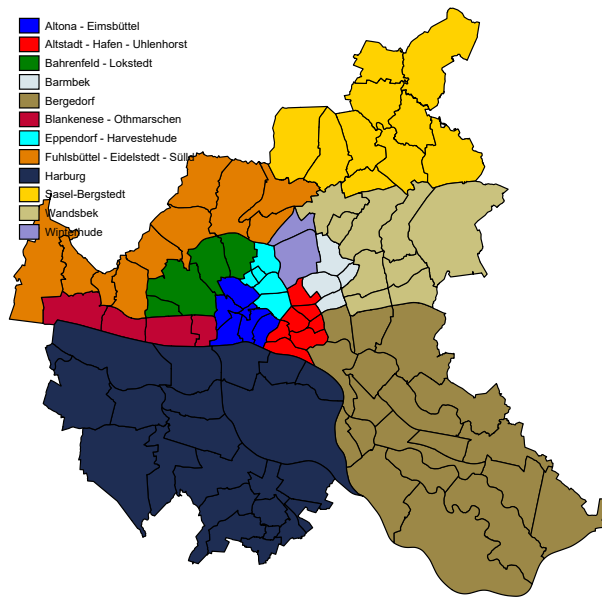 Altona - Eimsbüttel
Altstadt - Hafen - Uhlenhorst
Bahrenfeld - Lokstedt
Barmbek
Bergedorf
Blankenese - Othmarschen
Eppendorf - Harvestehude
Fuhlsbüttel - Eidelstedt - Sülld
Harburg
Sasel-Bergstedt
Wandsbek
Winterhude